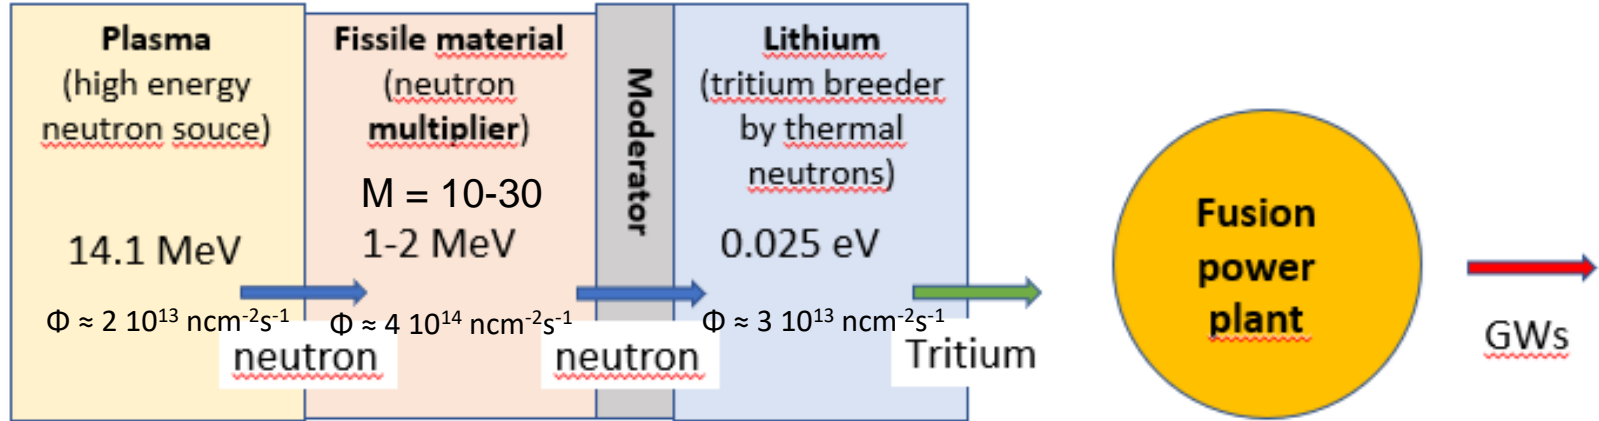 Plasma
(high energy
neutron souce)
14.1 MeV
Φ ≈ 2 10¹³ ncm⁻²s⁻¹
neutron
Fissile material
(neutron
multiplier)
M = 10-30
1-2 MeV
Φ ≈ 4 10¹⁴ ncm⁻²s⁻¹
neutron
Moderator
Lithium
(tritium breeder
by thermal
neutrons)
0.025 eV
Φ ≈ 3 10¹³ ncm⁻²s⁻¹
Tritium
Fusion
power
plant
GWs